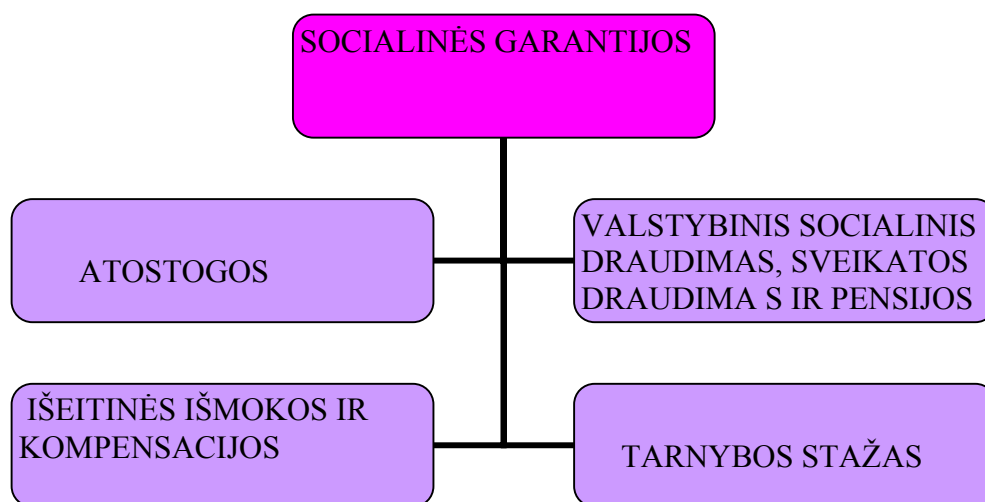 SOCIALINĖS GARANTIJOS
ATOSTOGOS
VALSTYBINIS SOCIALINIS
DRAUDIMAS, SVEIKATOS
DRAUDIMA S IR PENSIJOS
IŠEITINĖS IŠMOKOS IR
KOMPENSACIJOS
TARNYBOS STAŽAS